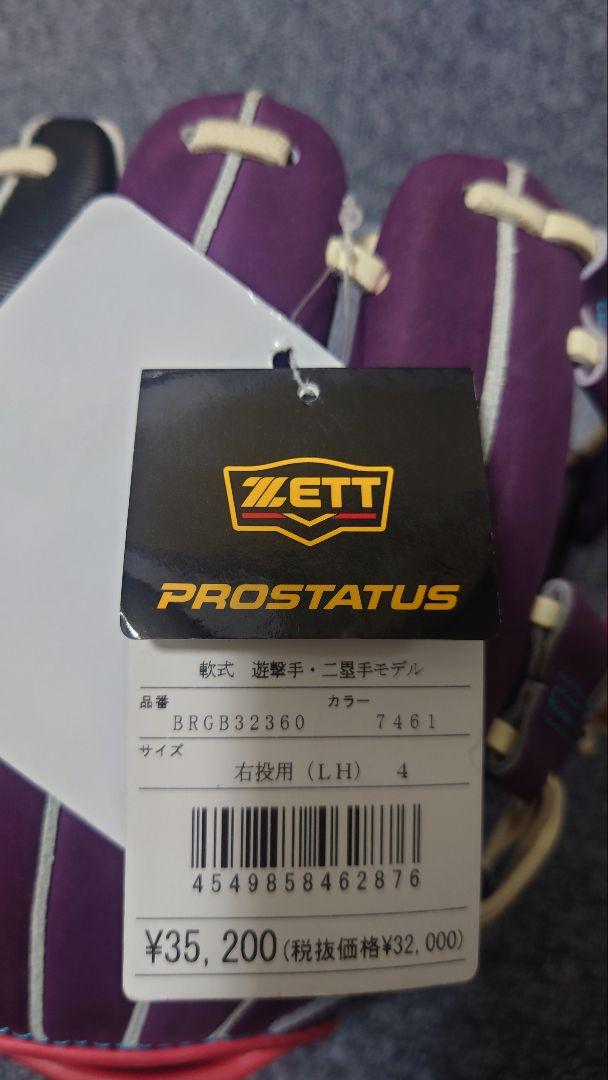 ZETT
PROSTATUS
軟式　遊撃手・二塁手モデル
品番　カラー
BRGB32360　7461
サイズ
右投用（LH）　4
4549858462876
¥35,200(税抜価格¥32,000)